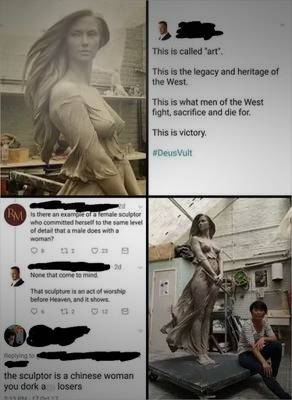 This is called "art".
This is the legacy and heritage of
the West.
This is what men of the West
fight, sacrifice and die for.
This is victory.
#DeusVult
RM
Is there an example of a female sculptor
who committed herself to the same level
of detail that a male does with a
woman?
2d
None that come to mind.
That sculpture is an act of worship
before Heaven, and it shows.
Replying to
the sculptor is a chinese woman
you dork a losers